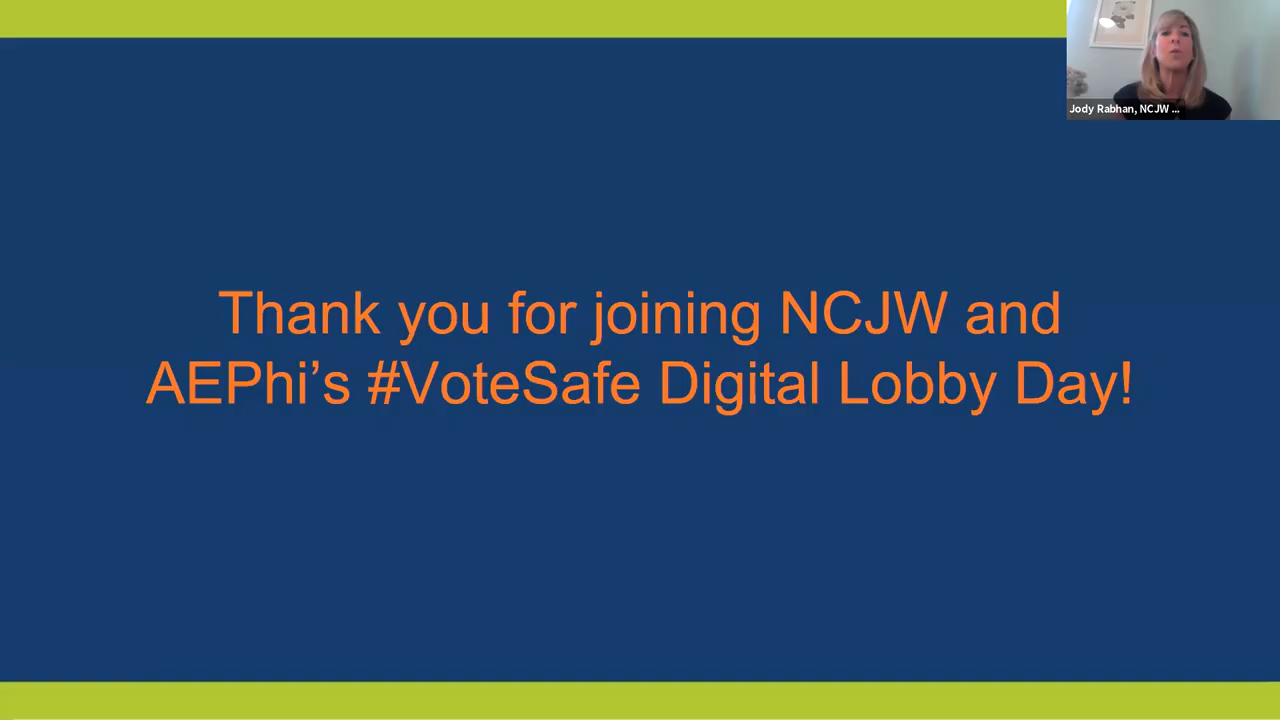 Jody Rabhan, NCJW ...
Thank you for joining NCJW and
AEPhi’s #VoteSafe Digital Lobby Day!